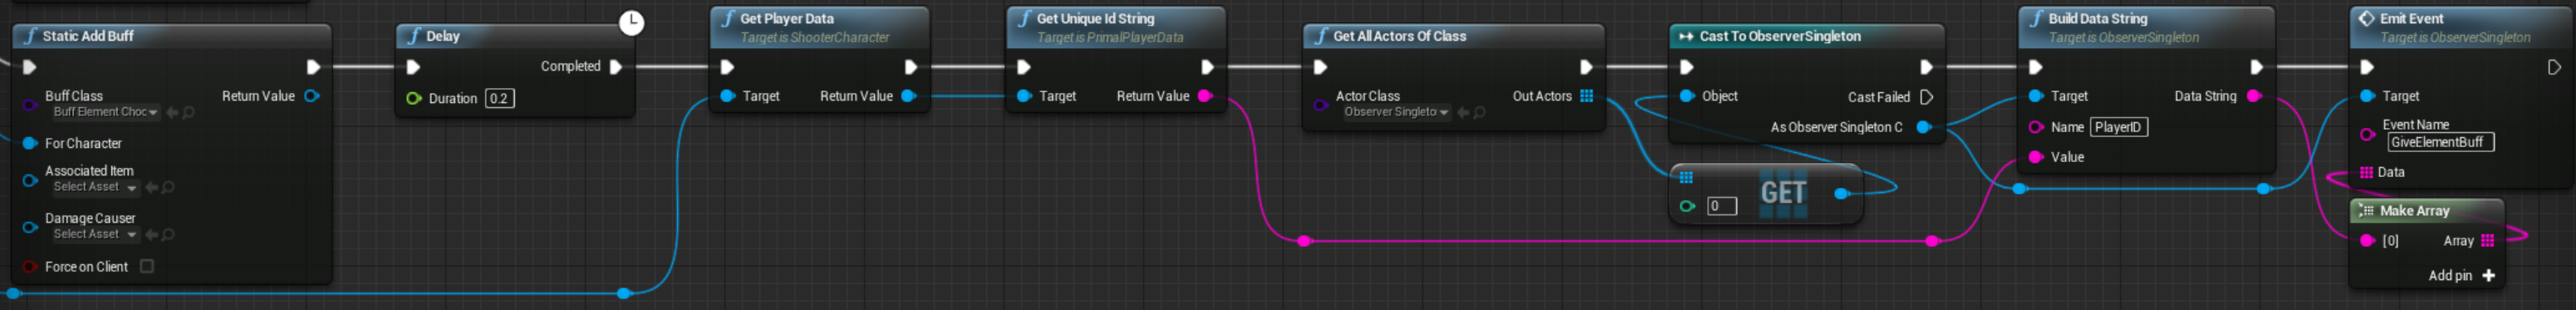 Static Add Buff
Buff Class
Buff Element Choc
Return Value
For Character
Associated Item
Select Asset
Damage Causer
Select Asset
Force on Client
Delay
Completed
Duration 0.2
Get Player Data
Target is ShooterCharacter
Target
Return Value
Get Unique Id String
Target is PrimalPlayerData
Target
Return Value
Get All Actors Of Class
Actor Class
Observer Singleto
Out Actors
Cast To ObserverSingleton
Object
Cast Failed
As Observer Singleton C
0
GET
Build Data String
Target is ObserverSingleton
Target
Data String
Name PlayerID
Value
Emit Event
Target is ObserverSingleton
Target
Event Name
GiveElementBuff
Data
Make Array
[0]
Array
Add pin